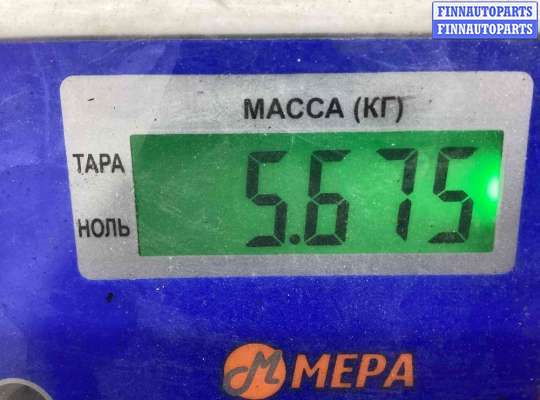 FINNAUTOPARTS
FINNAUTOPARTS
МАССА (КГ)
ТАРА
5.675
НОЛЬ
М МЕРА